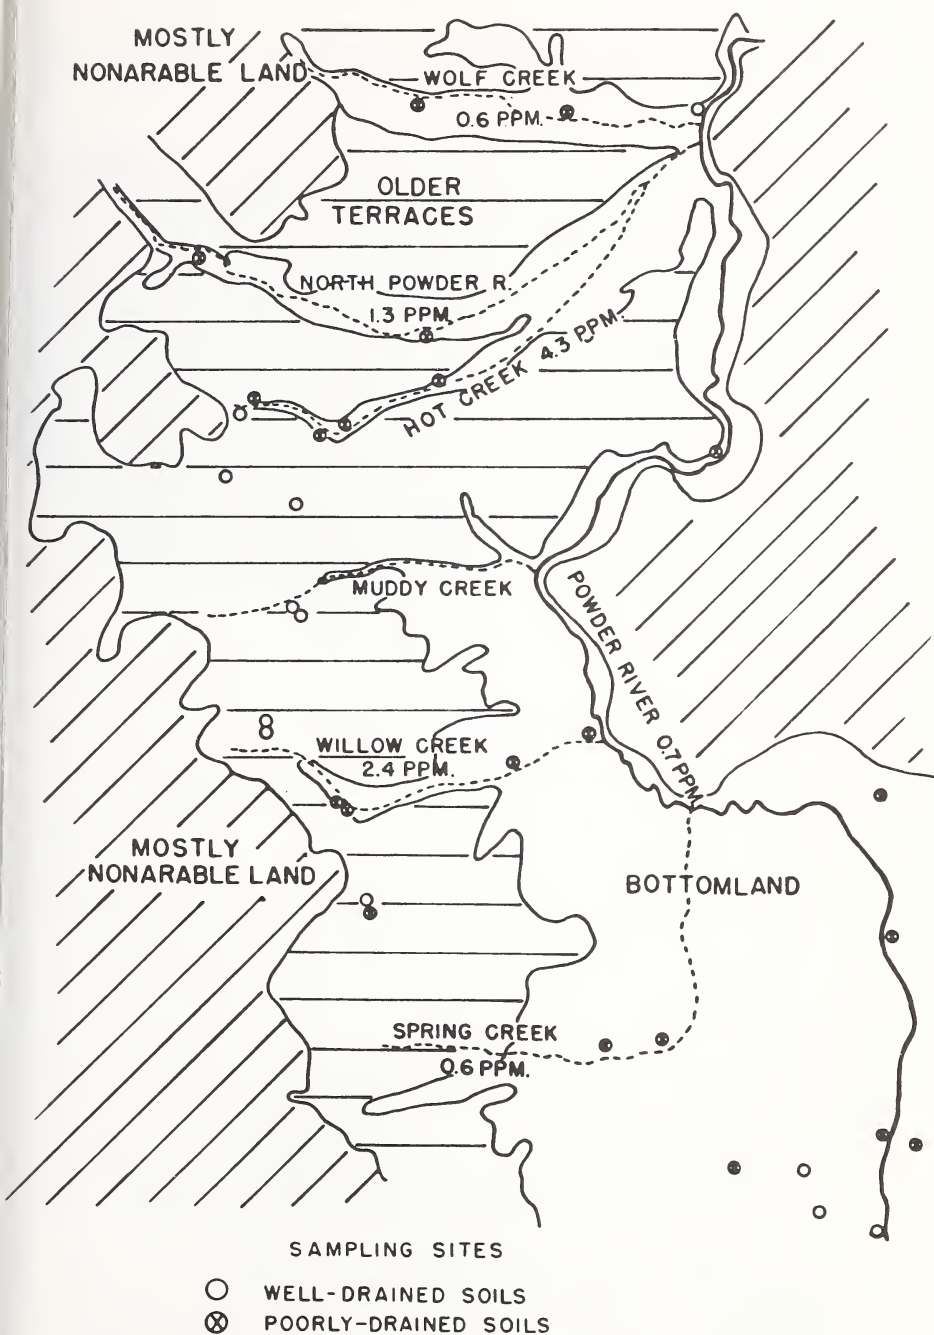 MOSTLY
NONARABLE LAND
WOLF CREEK
0.6 PPM.
OLDER
TERRACES
NORTH POWDER R.
1.3 PPM.
HOT CREEK 4.3 PPM.
MUDDY CREEK
POWDER RIVER 0.7 PPM.
WILLOW CREEK
2.4 PPM.
MOSTLY
NONARABLE LAND
BOTTOMLAND
SPRING CREEK
0.6 PPM.
SAMPLING SITES
WELL-DRAINED SOILS
POORLY-DRAINED SOILS